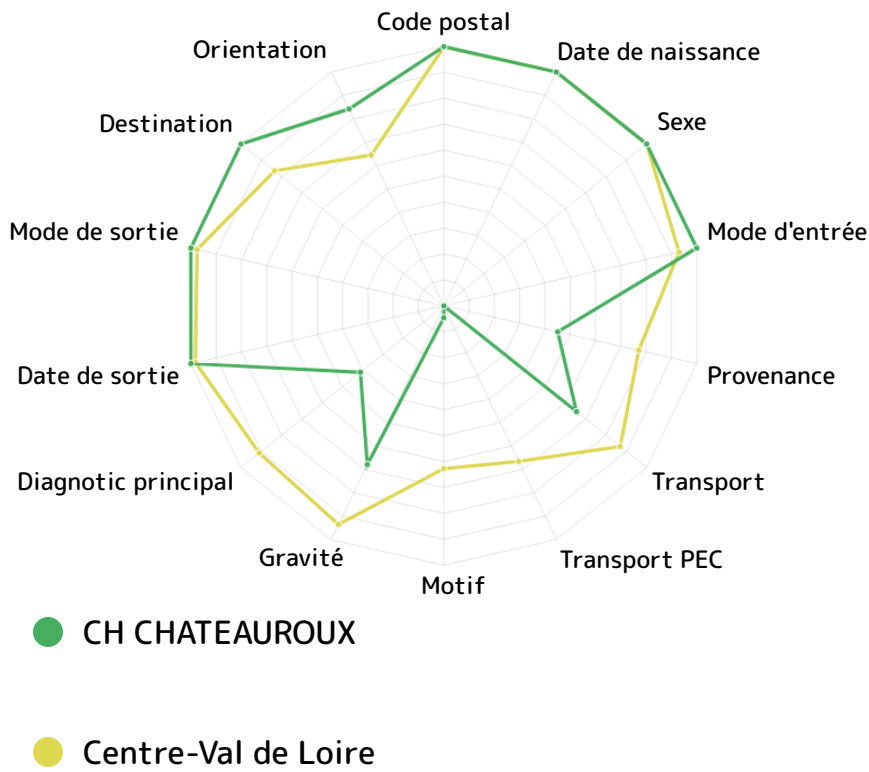 Code postal
Orientation
Date de naissance
Destination
Sexe
Mode de sortie
Mode d'entrée
Date de sortie
Provenance
Diagnotic principal
Transport
Gravité
Transport PEC
Motif
CH CHATEAUROUX
Centre-Val de Loire